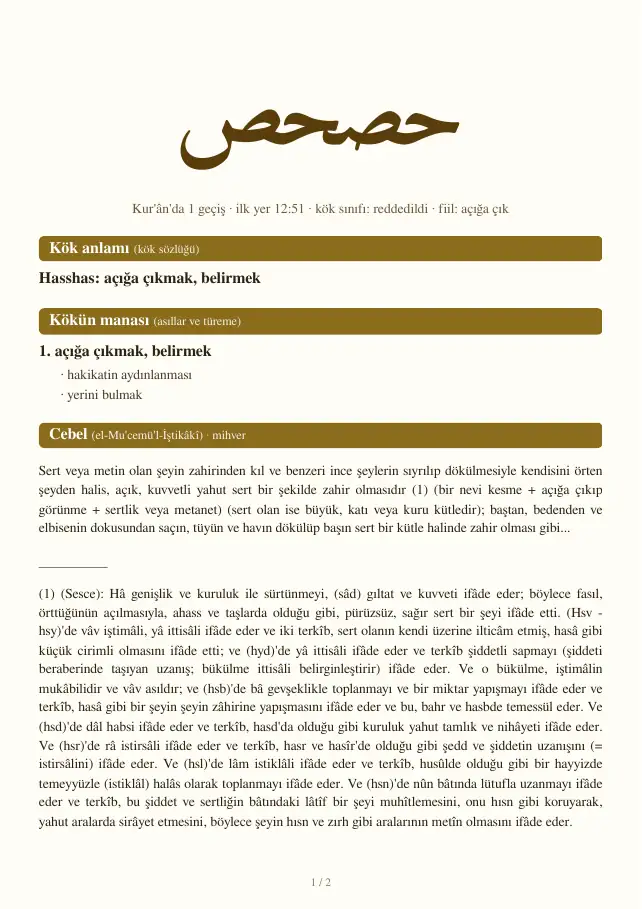 حصحص
Kur'ân'da 1 geçiş · ilk yer 12:51 · kök sınıfı: reddedildi · fiil: açığa çık
Kök anlamı (kök sözlüğü)
Hasshas: açığa çıkmak, belirmek
Kökün manası (asıllar ve türeme)
1. açığa çıkmak, belirmek
· hakikatin aydınlanması
· yerini bulmak
Cebel (el-Mu'cemü'l-İştikâkî) · mihver
Sert veya metin olan şeyin zahirinden kıl ve benzeri ince şeylerin sıyrılıp dökülmesiyle kendisini örten
şeyden halis, açık, kuvvetli yahut sert bir şekilde zahir olmasıdır (1) (bir nevi kesme + açığa çıkıp
görünme + sertlik veya metanet) (sert olan ise büyük, katı veya kuru kütledir); baştan, bedenden ve
elbisenin dokusundan saçın, tüyün ve havın dökülüp başın sert bir kütle halinde zahir olması gibi...
(1) (Sesce): Hâ genişlik ve kuruluk ile sürtünmeyi, (sâd) gıltat ve kuvveti ifâde eder; böylece fasıl,
örttüğünün açılmasıyla, ahass ve taşlarda olduğu gibi, pürüzsüz, sağır sert bir şeyi ifâde etti. (Hsv -
hsy)'de vâv iştimâli, yâ ittisâli ifâde eder ve iki terkîb, sert olanın kendi üzerine ilticâm etmiş, hasâ gibi
küçük cirimli olmasını ifâde etti; ve (hyd)'de yâ ittisâli ifâde eder ve terkîb şiddetli sapmayı (şiddeti
beraberinde taşıyan uzanış; bükülme ittisâli belirginleştirir) ifâde eder. Ve o bükülme, iştimâlin
mukâbilidir ve vâv asıldır; ve (hsb)'de bâ gevşeklikle toplanmayı ve bir miktar yapışmayı ifâde eder ve
terkîb, hasâ gibi bir şeyin şeyin zâhirine yapışmasını ifâde eder ve bu, bahr ve hasbde temessül eder. Ve
(hsd)'de dâl habsi ifâde eder ve terkîb, hasd'da olduğu gibi kuruluk yahut tamlık ve nihâyeti ifâde eder.
Ve (hsr)'de râ istirsâli ifâde eder ve terkîb, hasr ve hasîr'de olduğu gibi şedd ve şiddetin uzanışını (=
istirsâlini) ifâde eder. Ve (hsl)'de lâm istiklâli ifâde eder ve terkîb, husûlde olduğu gibi bir hayyizde
temeyyüzle (istiklâl) halâs olarak toplanmayı ifâde eder. Ve (hsn)'de nûn bâtında lütufla uzanmayı ifâde
eder ve terkîb, bu şiddet ve sertliğin bâtındaki lâtîf bir şeyi muhîtlemesini, onu hısn gibi koruyarak,
yahut aralarda sirâyet etmesini, böylece şeyin hısn ve zırh gibi aralarının metîn olmasını ifâde eder.
1 / 2